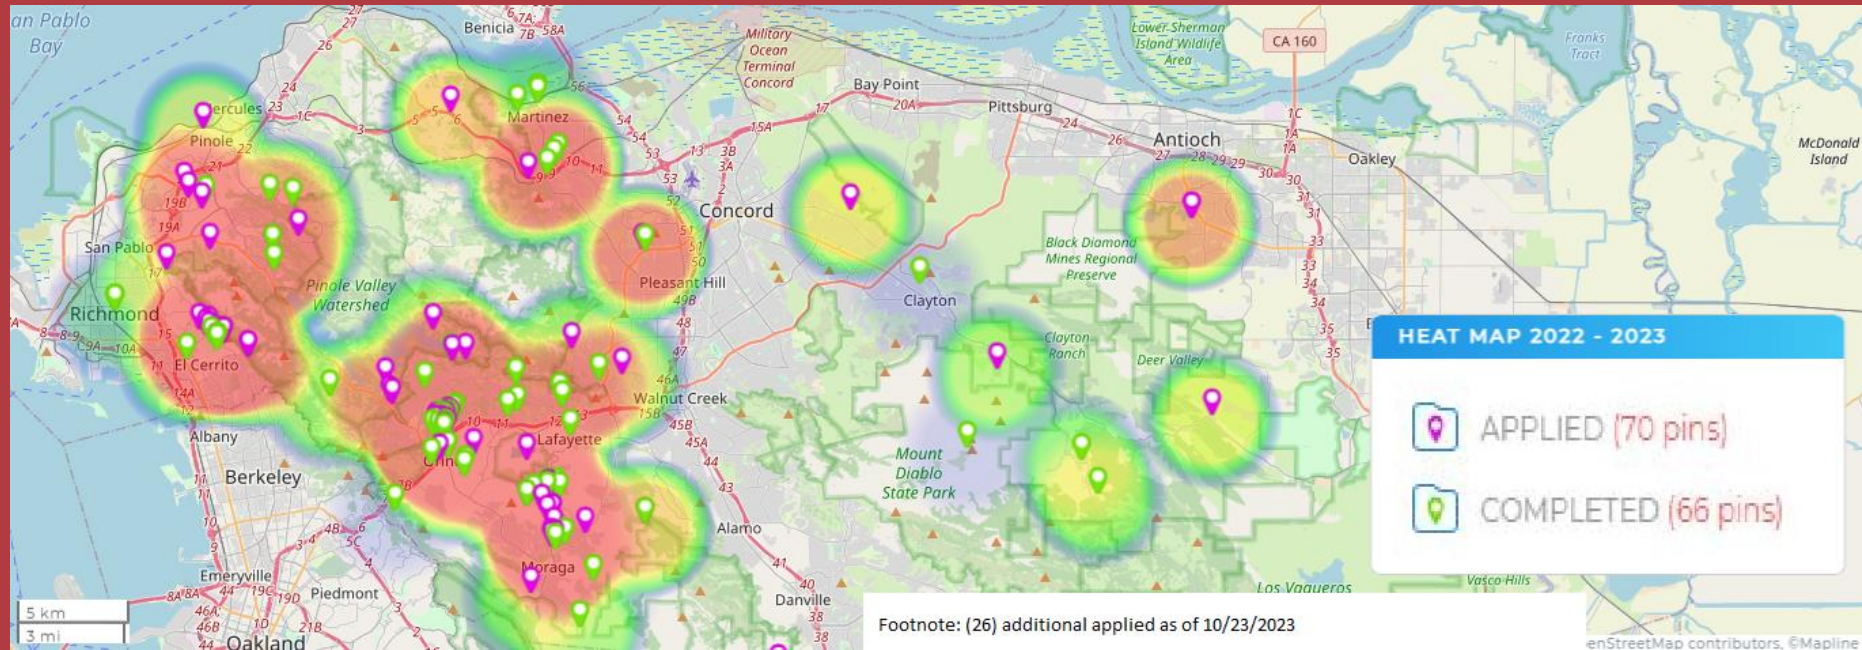 an Pablo
Bay
Benicia
Military
Ocean
Terminal
Concord
Lower Sherman
Island Wildlife
Area
CA 160
Franks
Tract
Bay Point
Pittsburg
Antioch
Oakley
McDonald
Island
ercules
Pinole
Martinez
San Pablo
Concord
Pleasant Hill
Black Diamond
Mines Regional
Preserve
Pinole Valley
Watershed
Richmond
Clayton
Clayton
Ranch
Deer Valley
El Cerrito
Walnut Creek
Albany
Lafayette
Berkeley
Mount
Diablo
State Park
Alamo
Emeryville
Piedmont
Moraga
Danville
Los Vaqueros
Vasco Hills
Oakland
5 km
3 mi
HEAT MAP 2022 - 2023
APPLIED (70 pins)
COMPLETED (66 pins)
Footnote: (26) additional applied as of 10/23/2023
enStreetMap contributors, ©Mapline